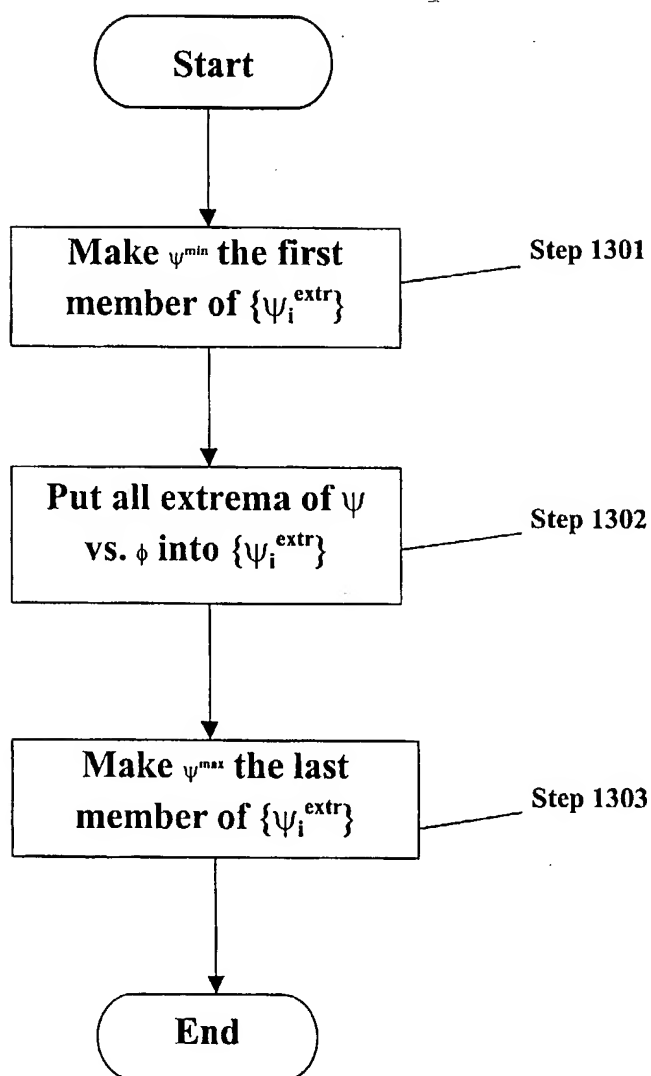 Start
Make ψ^min the first
member of {ψ_i^extr}
Step 1301
Put all extrema of ψ
vs. ϕ into {ψ_i^extr}
Step 1302
Make ψ^max the last
member of {ψ_i^extr}
Step 1303
End